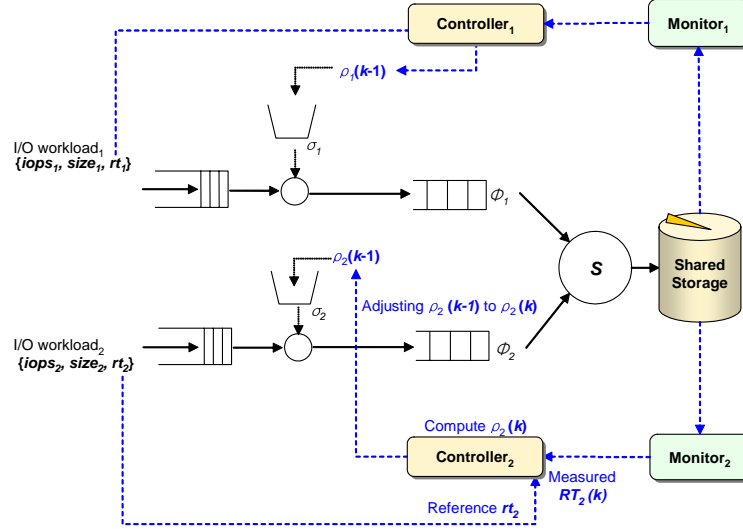 Controller₁
Monitor₁
ρ₁(k-1)
I/O workload₁
{iops₁, size₁, rt₁}
σ₁
Φ₁
S
Shared
Storage
ρ₂(k-1)
σ₂
Adjusting ρ₂ (k-1) to ρ₂(k)
I/O workload₂
{iops₂, size₂, rt₂}
Φ₂
Compute ρ₂(k)
Controller₂
Monitor₂
Measured
RT₂(k)
Reference rt₂